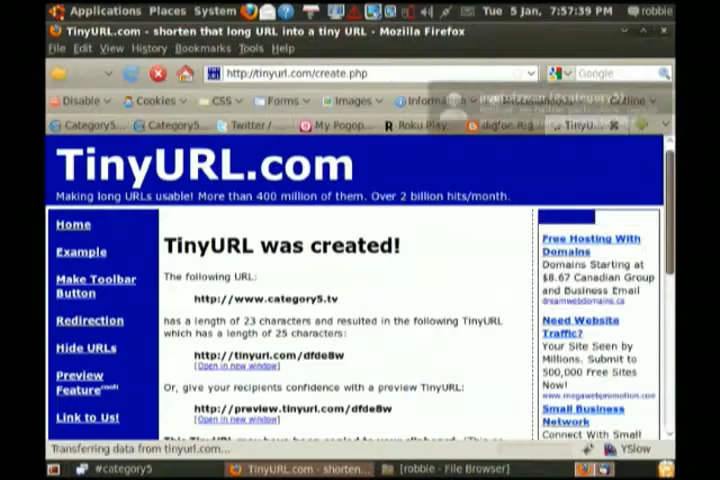 Applications Places System Tue 5 Jan, 7:57:39 PM robbie
TinyURL.com - shorten that long URL into a tiny URL - Mozilla Firefox
File Edit View History Bookmarks Tools Help
http://tinyurl.com/create.php Google
Disable Cookies CSS Forms Images Information Outline
Category5... Category5... Twitter / ... My Pogop... Roku Play... TinyU...
TinyURL.com
Making long URLs usable! More than 400 million of them. Over 2 billion hits/month.
Home
Example
Make Toolbar
Button
Redirection
Hide URLs
Preview
Feature cool!
Link to Us!
TinyURL was created!
The following URL:
http://www.category5.tv
has a length of 23 characters and resulted in the following TinyURL
which has a length of 25 characters:
http://tinyurl.com/dfde8w
[Open in new window]
Or, give your recipients confidence with a preview TinyURL:
http://preview.tinyurl.com/dfde8w
[Open in new window]
Free Hosting With
Domains
Domains Starting at
$8.67 Canadian Group
and Business Email
dreamwebdomains.ca
Need Website
Traffic?
Your Site Seen by
Millions. Submit to
500,000 Free Sites
Now!
www.megawebpromotion.com
Small Business
Network
Connect With Small
Transferring data from tinyurl.com... YSlow
#category5 TinyURL.com - shorten... [robbie - File Browser]